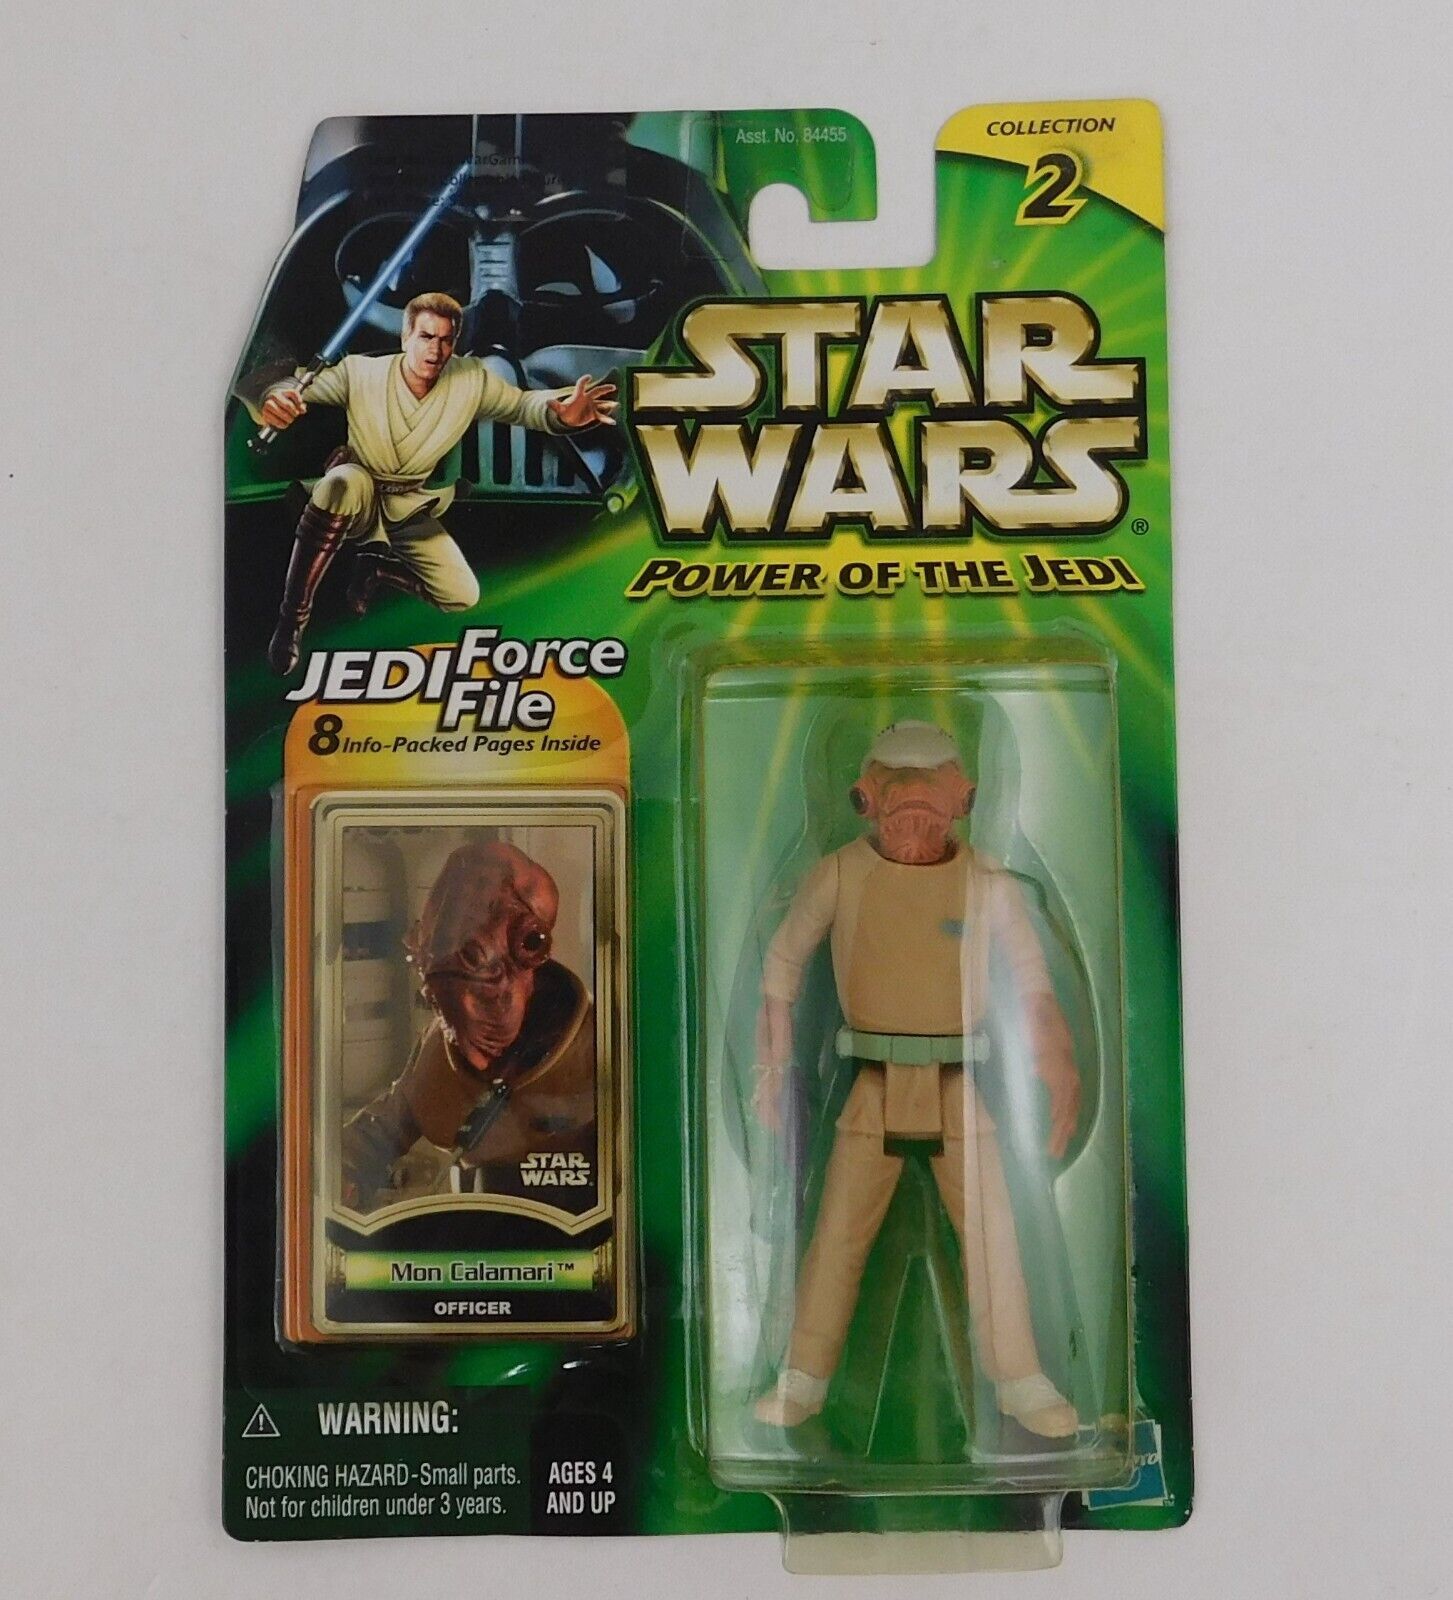 Asst. No. 84455
COLLECTION
2
STAR
WARS®
POWER OF THE JEDI
JEDI Force
File
8 Info-Packed Pages Inside
STAR
WARS
Mon Calamari™
OFFICER
⚠ WARNING:
CHOKING HAZARD-Small parts.
Not for children under 3 years.
AGES 4
AND UP